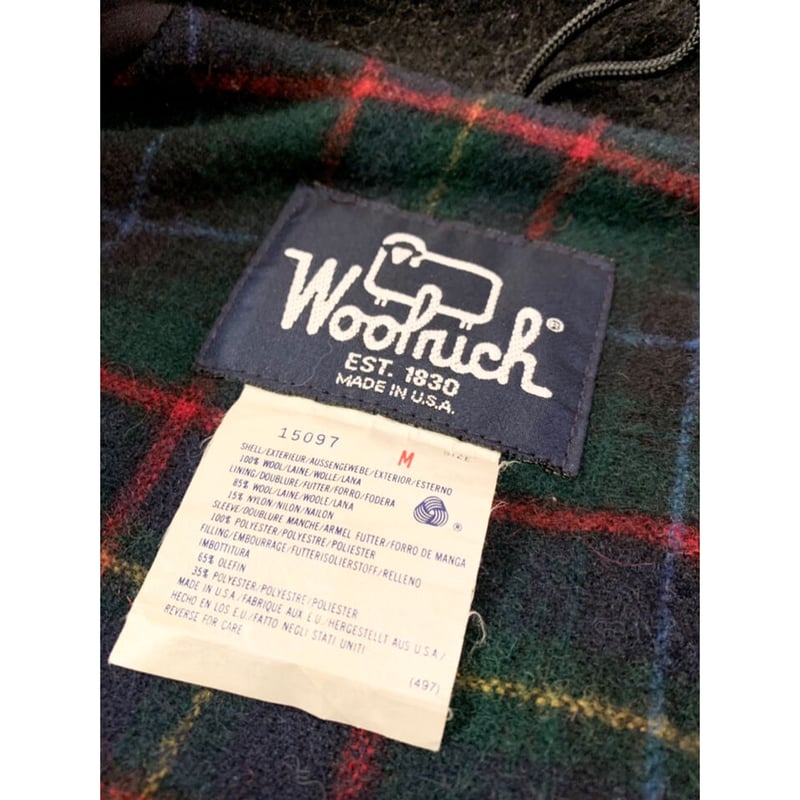 Woolrich®
EST. 1830
MADE IN U.S.A.
15097
M SIZE
SHELL/EXTERIEUR/AUSSENGEWEBE/EXTERIOR/ESTERNO
100% WOOL/LAINE/WOLLE/LANA
LINING/DOUBLURE/FUTTER/FORRO/FODERA
85% WOOL/LAINE/WOOLE/LANA
15% NYLON/NILON/NAILON
SLEEVE/DOUBLURE MANCHE/ARMEL FUTTER/FORRO DE MANGA
100% POLYESTER/POLYESTRE/POLIESTER
FILLING/EMBOURRAGE/FUTTERISOLIERSTOFF/RELLENO
IMBOTTITURA
65% OLEFIN
35% POLYESTER/POLYESTRE/POLIESTER
MADE IN U.S.A./FABRIQUE AUX E.U./HERGESTELLT AUS U.S.A./
HECHO EN LOS E.U./FATTO NEGLI STATI UNITI
REVERSE FOR CARE
(497)
®